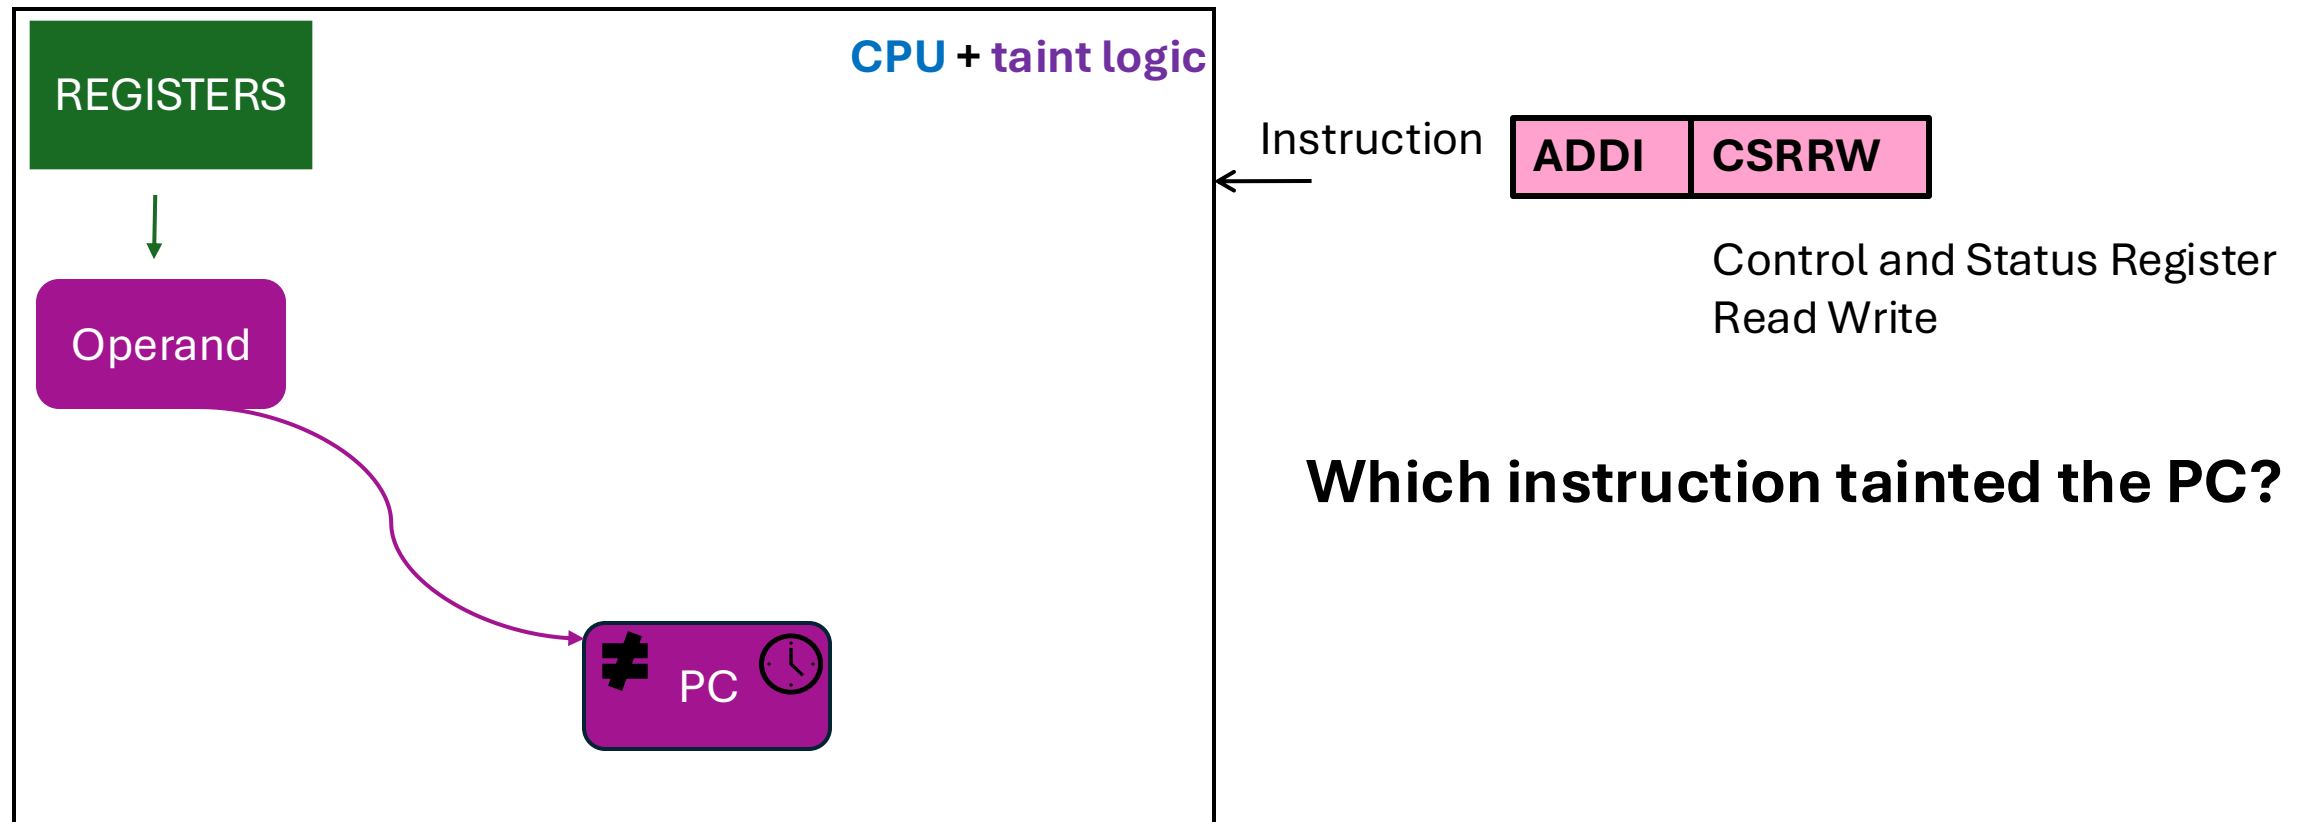 REGISTERS
CPU + taint logic
Instruction
ADDI CSRRW
Control and Status Register
Read Write
Operand
Which instruction tainted the PC?
≠ PC